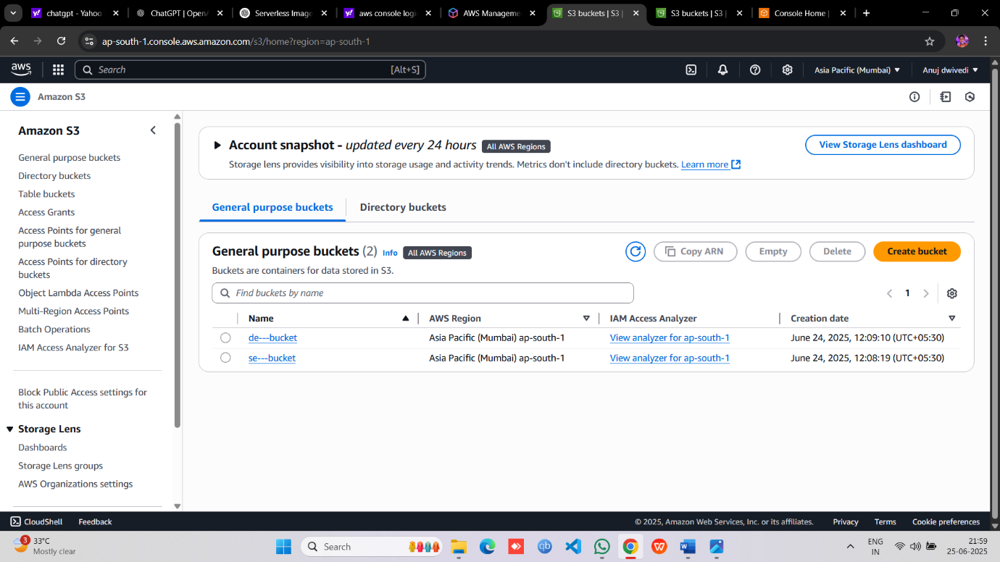 chatgpt - Yahoo
ChatGPT | OpenA
Serverless Image
aws console logi
AWS Manageme
S3 buckets | S3 |
S3 buckets | S3 |
Console Home |
ap-south-1.console.aws.amazon.com/s3/home?region=ap-south-1
aws
Search
[Alt+S]
Asia Pacific (Mumbai)
Anuj dwivedi
Amazon S3
Amazon S3
General purpose buckets
Directory buckets
Table buckets
Access Grants
Access Points for general
purpose buckets
Access Points for directory
buckets
Object Lambda Access Points
Multi-Region Access Points
Batch Operations
IAM Access Analyzer for S3
Block Public Access settings for
this account
Storage Lens
Dashboards
Storage Lens groups
AWS Organizations settings
Account snapshot - updated every 24 hours
All AWS Regions
View Storage Lens dashboard
Storage lens provides visibility into storage usage and activity trends. Metrics don't include directory buckets. Learn more
General purpose buckets
Directory buckets
General purpose buckets (2)
Info
All AWS Regions
Copy ARN
Empty
Delete
Create bucket
Buckets are containers for data stored in S3.
Find buckets by name
1
Name
AWS Region
IAM Access Analyzer
Creation date
de---bucket
Asia Pacific (Mumbai) ap-south-1
View analyzer for ap-south-1
June 24, 2025, 12:09:10 (UTC+05:30)
se---bucket
Asia Pacific (Mumbai) ap-south-1
View analyzer for ap-south-1
June 24, 2025, 12:08:19 (UTC+05:30)
CloudShell
Feedback
© 2025, Amazon Web Services, Inc. or its affiliates.
Privacy
Terms
Cookie preferences
3
33°C
Mostly clear
Search
qb
ENG
IN
21:59
25-06-2025